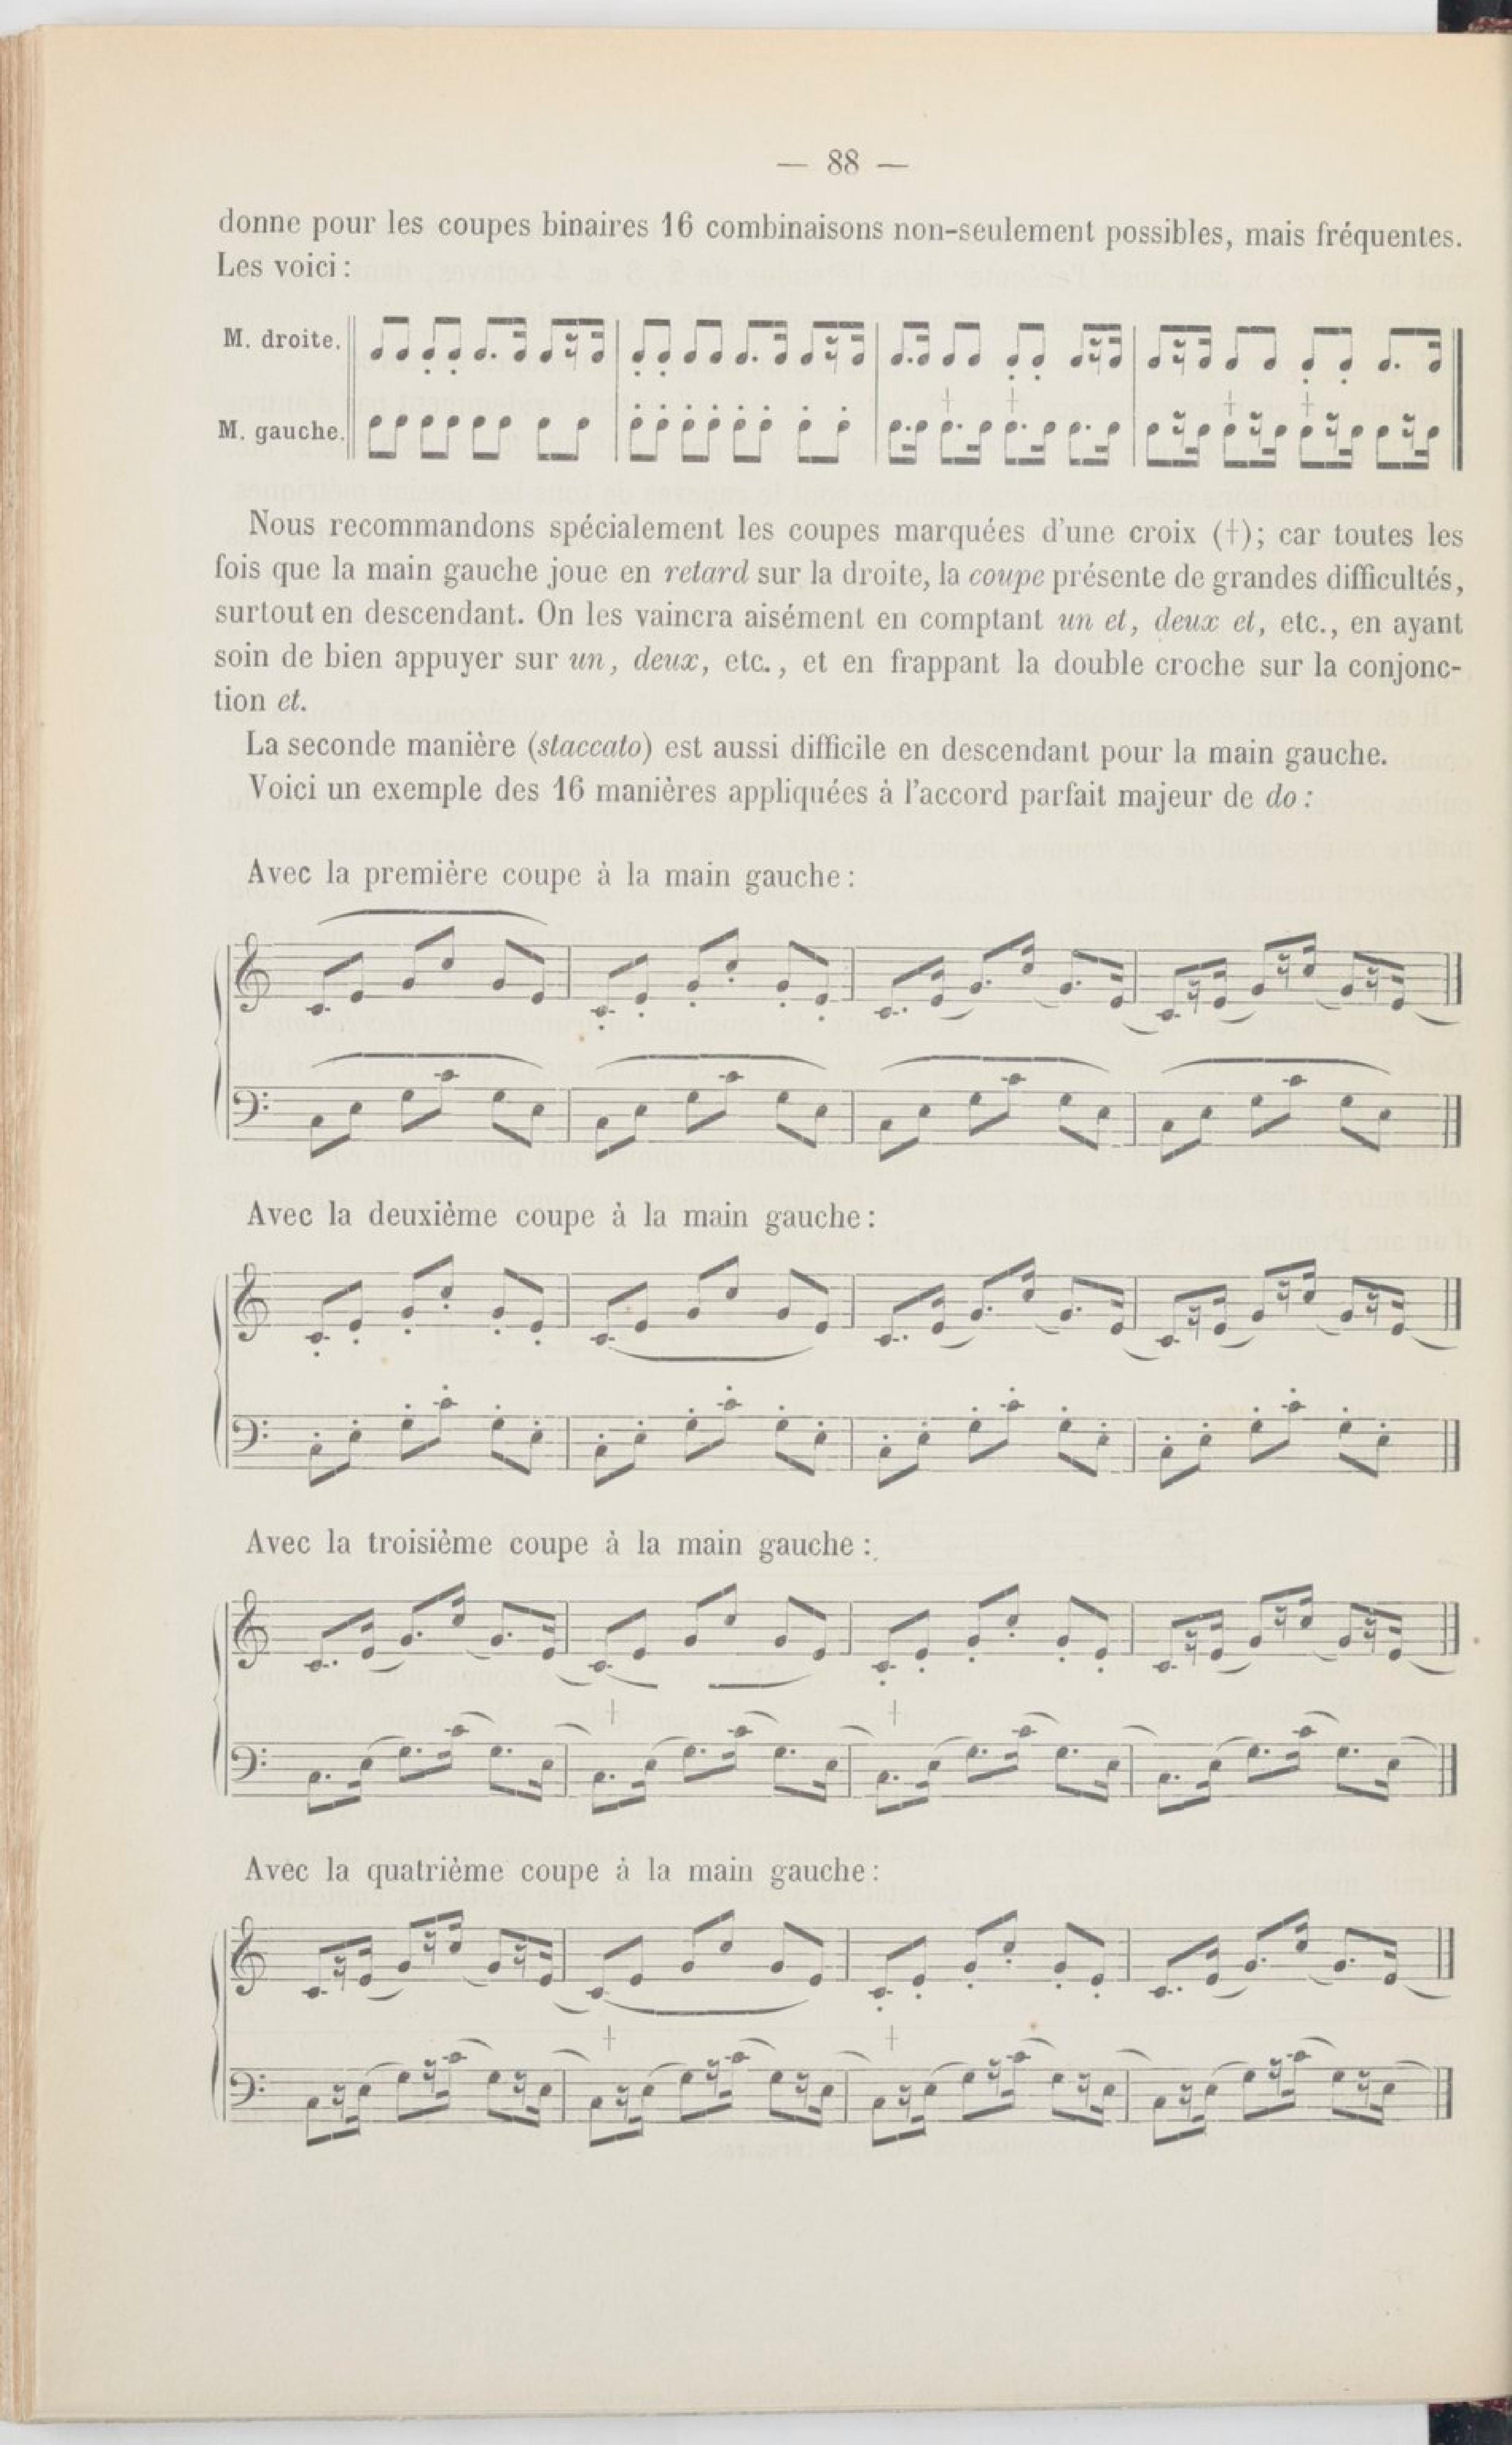 — 88 —
donne pour les coupes binaires 16 combinaisons non-seulement possibles, mais fréquentes.
Les voici :
M. droite.
M. gauche.
Nous recommandons spécialement les coupes marquées d'une croix (†); car toutes les
fois que la main gauche joue en retard sur la droite, la coupe présente de grandes difficultés,
surtout en descendant. On les vaincra aisément en comptant un et, deux et, etc., en ayant
soin de bien appuyer sur un, deux, etc., et en frappant la double croche sur la conjonc-
tion et.
La seconde manière (staccato) est aussi difficile en descendant pour la main gauche.
Voici un exemple des 16 manières appliquées à l'accord parfait majeur de do :
Avec la première coupe à la main gauche :
Avec la deuxième coupe à la main gauche :
Avec la troisième coupe à la main gauche :
Avec la quatrième coupe à la main gauche :